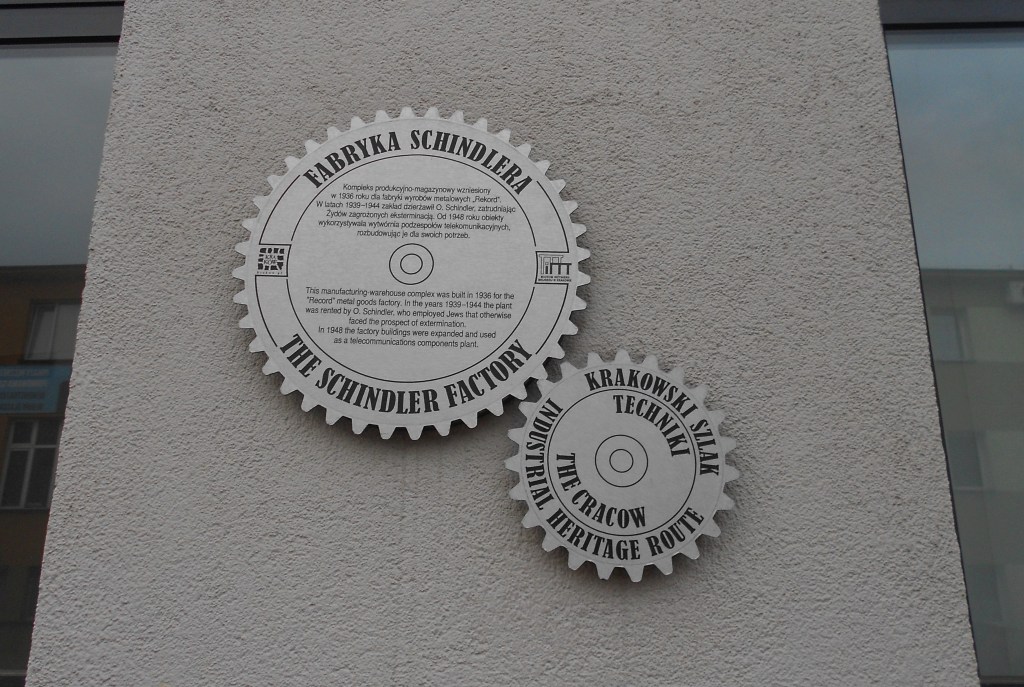 FABRYKA SCHINDLERA
Kompleks produkcyjno-magazynowy wzniesiony
w 1936 roku dla fabryki wyrobów metalowych „Rekord”.
W latach 1939–1944 zakład dzierżawił O. Schindler, zatrudniając
Żydów zagrożonych eksterminacją. Od 1948 roku obiekty
wykorzystywała wytwórnia podzespołów telekomunikacyjnych,
rozbudowując je dla swoich potrzeb.
This manufacturing-warehouse complex was built in 1936 for the
"Record" metal goods factory. In the years 1939–1944 the plant
was rented by O. Schindler, who employed Jews that otherwise
faced the prospect of extermination.
In 1948 the factory buildings were expanded and used
as a telecommunications components plant.
THE SCHINDLER FACTORY
KRAKOWSKI SZLAK
TECHNIKI
THE CRACOW
INDUSTRIAL HERITAGE ROUTE